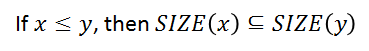 If x ≤ y, then SIZE(x) ⊆ SIZE(y)